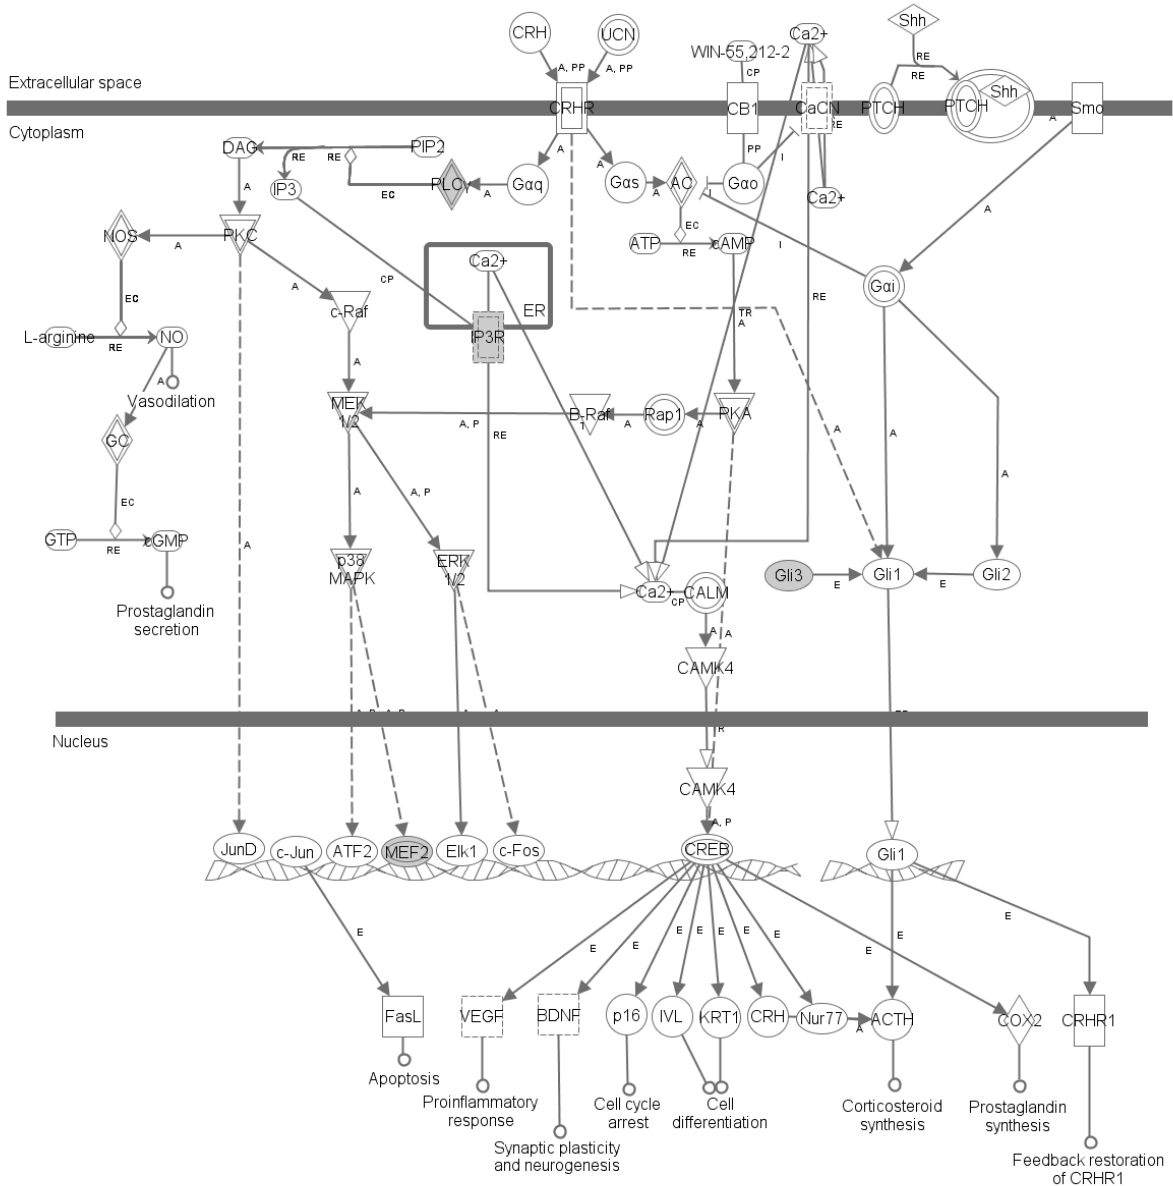 Shh
CRH
UCN
Ca2+
WIN-55,212-2
RE
A, PP
A, PP
CP
RE
Extracellular space
Shh
CRHR
CB1
CaCN
PTCH
PTCH
Smo
Cytoplasm
RE
A
DAG
RE
RE
PIP2
A
PP
I
A
IP3
EC
PLCγ
A
Gαq
Gαs
A
AC
I
Gαo
Ca2+
A
A
NOS
A
PKC
EC
ATP
RE
cAMP
I
Ca2+
CP
Gαi
A
EC
c-Raf
ER
RE
TR
A
L-arginine
RE
NO
IP3R
A
A
Vasodilation
MEK
1/2
A, P
B-Raf
1
A
Rap1
A
PKA
A
A
GC
RE
A
A, P
A
EC
GTP
RE
cGMP
A
p38
MAPK
ERK
1/2
Gli3
E
Gli1
E
Gli2
Ca2+
CP
CALM
Prostaglandin
secretion
A
A
CAMK4
Nucleus
CAMK4
A, P
JunD
c-Jun
ATF2
MEF2
Elk1
c-Fos
CREB
Gli1
E
E
E
E
E
E
E
E
E
E
E
FasL
VEGF
BDNF
p16
IVL
KRT1
CRH
Nur77
A
ACTH
COX2
CRHR1
Apoptosis
Proinflammatory
response
Cell cycle
arrest
Cell
differentiation
Corticosteroid
synthesis
Prostaglandin
synthesis
Synaptic plasticity
and neurogenesis
Feedback restoration
of CRHR1